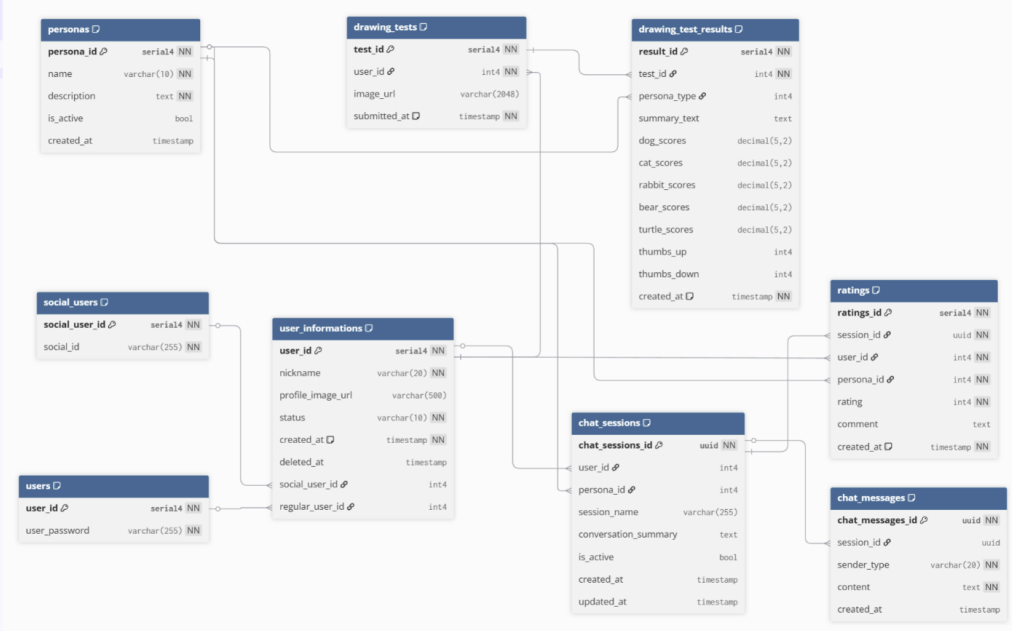 personas
persona_id serial4 NN
name varchar(10) NN
description text NN
is_active bool
created_at timestamp
drawing_tests
test_id serial4 NN
user_id int4 NN
image_url varchar(2048)
submitted_at timestamp NN
drawing_test_results
result_id serial4 NN
test_id int4 NN
persona_type int4
summary_text text
dog_scores decimal(5,2)
cat_scores decimal(5,2)
rabbit_scores decimal(5,2)
bear_scores decimal(5,2)
turtle_scores decimal(5,2)
thumbs_up int4
thumbs_down int4
created_at timestamp NN
social_users
social_user_id serial4 NN
social_id varchar(255) NN
user_informations
user_id serial4 NN
nickname varchar(20) NN
profile_image_url varchar(500)
status varchar(10) NN
created_at timestamp NN
deleted_at timestamp
social_user_id int4
regular_user_id int4
ratings
ratings_id serial4 NN
session_id uuid NN
user_id int4 NN
persona_id int4 NN
rating int4 NN
comment text
created_at timestamp NN
users
user_id serial4 NN
user_password varchar(255) NN
chat_sessions
chat_sessions_id uuid NN
user_id int4
persona_id int4
session_name varchar(255)
conversation_summary text
is_active bool
created_at timestamp
updated_at timestamp
chat_messages
chat_messages_id uuid NN
session_id uuid
sender_type varchar(20) NN
content text NN
created_at timestamp